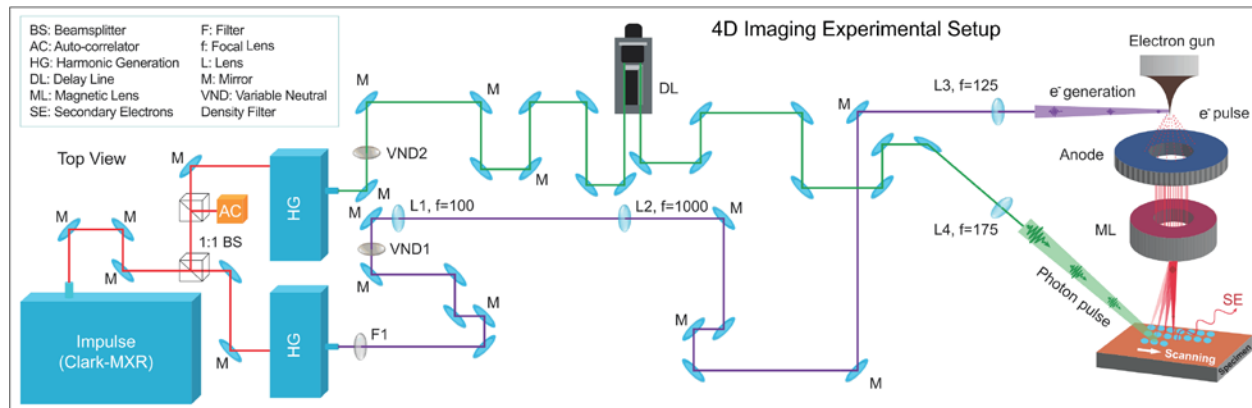 4D Imaging Experimental Setup
BS: Beamsplitter
AC: Auto-correlator
HG: Harmonic Generation
DL: Delay Line
ML: Magnetic Lens
SE: Secondary Electrons
F: Filter
f: Focal Lens
L: Lens
M: Mirror
VND: Variable Neutral
Density Filter
Top View
M
M
M
M
AC
1:1 BS
M
Impulse
(Clark-MXR)
HG
HG
M
M
VND2
M
M
DL
M
L1, f=100
VND1
M
M
F1
L2, f=1000
M
M
M
M
L3, f=125
L4, f=175
Photon pulse
Electron gun
e⁻ generation
e⁻ pulse
Anode
ML
SE
Scanning
Specimen